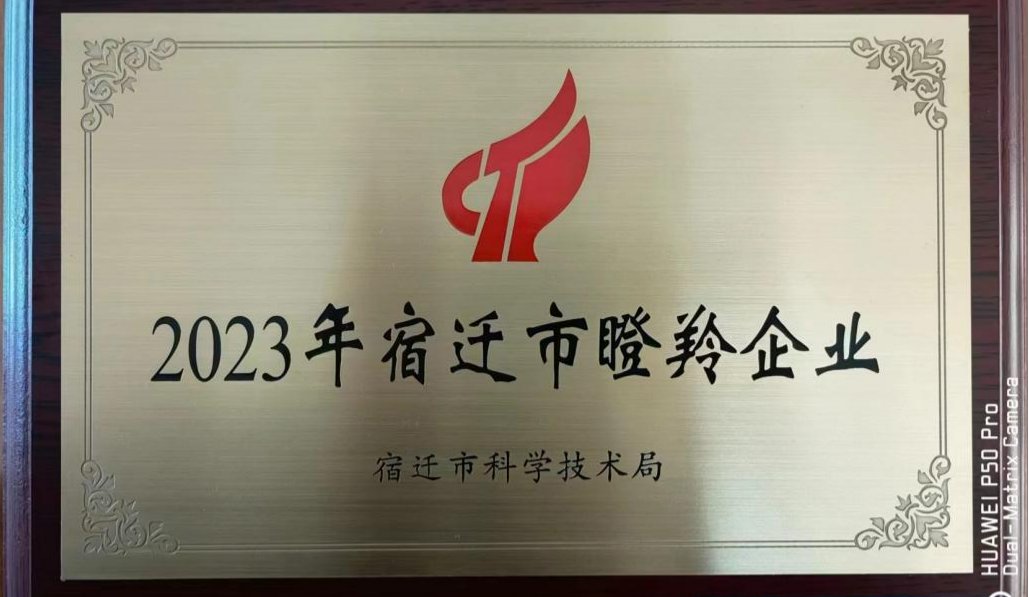 2023年宿迁市瞪羚企业
宿迁市科学技术局
HUAWEI P50 Pro
Dual-Matrix Camera